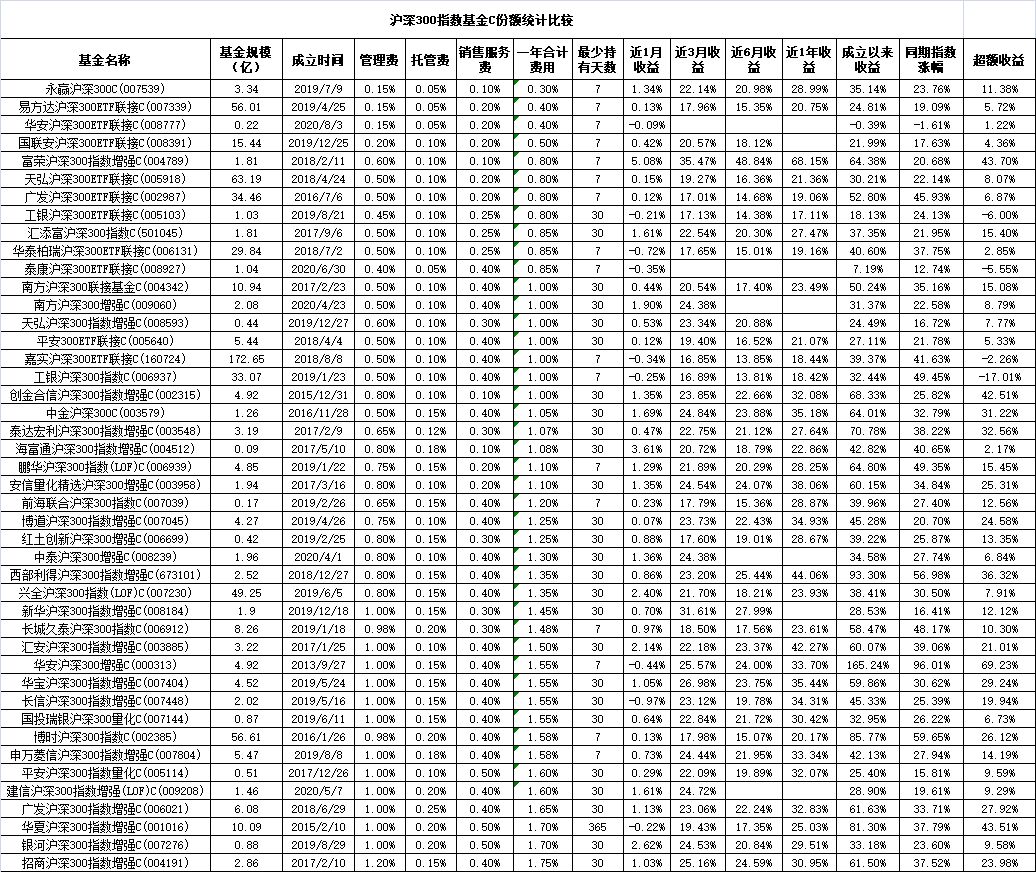 沪深300指数基金C份额统计比较
基金名称 基金规模（亿） 成立时间 管理费 托管费 销售服务费 一年合计费用 最少持有天数 近1月收益 近3月收益 近6月收益 近1年收益 成立以来收益 同期指数涨幅 超额收益
永赢沪深300C(007539) 3.34 2019/7/9 0.15% 0.05% 0.10% 0.30% 7 1.34% 22.14% 20.98% 28.99% 35.14% 23.76% 11.38%
易方达沪深300ETF联接C(007339) 56.01 2019/4/25 0.15% 0.05% 0.20% 0.40% 7 0.13% 17.96% 15.35% 20.75% 24.81% 19.09% 5.72%
华安沪深300ETF联接C(008777) 0.22 2020/8/3 0.15% 0.05% 0.20% 0.40% 7 -0.09% -0.39% -1.61% 1.22%
国联安沪深300ETF联接C(008391) 15.44 2019/12/25 0.20% 0.10% 0.20% 0.50% 7 0.42% 20.57% 18.12% 21.99% 17.63% 4.36%
富荣沪深300指数增强C(004789) 1.81 2018/2/11 0.60% 0.10% 0.10% 0.80% 7 5.08% 35.47% 48.84% 68.15% 64.38% 20.68% 43.70%
天弘沪深300ETF联接C(005918) 63.19 2018/4/24 0.50% 0.10% 0.20% 0.80% 7 0.15% 19.27% 16.36% 21.36% 30.21% 22.14% 8.07%
广发沪深300ETF联接C(002987) 34.46 2016/7/6 0.50% 0.10% 0.20% 0.80% 7 0.12% 17.01% 14.68% 19.06% 52.80% 45.93% 6.87%
工银沪深300ETF联接C(005103) 1.03 2019/8/21 0.45% 0.10% 0.25% 0.80% 30 -0.21% 17.13% 14.38% 17.11% 18.13% 24.13% -6.00%
汇添富沪深300指数C(501045) 1.81 2017/9/6 0.50% 0.10% 0.25% 0.85% 30 1.61% 22.54% 20.30% 27.47% 37.35% 21.95% 15.40%
华泰柏瑞沪深300ETF联接C(006131) 29.84 2018/7/2 0.50% 0.10% 0.25% 0.85% 7 -0.72% 17.65% 15.01% 19.16% 40.60% 37.75% 2.85%
泰康沪深300ETF联接C(008927) 1.04 2020/6/30 0.40% 0.05% 0.40% 0.85% 7 -0.35% 7.19% 12.74% -5.55%
南方沪深300联接基金C(004342) 10.94 2017/2/23 0.50% 0.10% 0.40% 1.00% 30 0.44% 20.54% 17.40% 23.49% 50.24% 35.16% 15.08%
南方沪深300增强C(009060) 2.08 2020/4/23 0.50% 0.10% 0.40% 1.00% 30 1.90% 24.38% 31.37% 22.58% 8.79%
天弘沪深300指数增强C(008593) 0.44 2019/12/27 0.60% 0.10% 0.30% 1.00% 30 0.53% 23.34% 20.88% 24.49% 16.72% 7.77%
平安300ETF联接C(005640) 5.44 2018/4/4 0.50% 0.10% 0.40% 1.00% 30 0.12% 19.40% 16.52% 21.07% 27.11% 21.78% 5.33%
嘉实沪深300ETF联接C(160724) 172.65 2018/8/8 0.50% 0.10% 0.40% 1.00% 7 -0.34% 16.85% 13.85% 18.44% 39.37% 41.63% -2.26%
工银沪深300指数C(006937) 33.07 2019/1/23 0.50% 0.10% 0.40% 1.00% 7 -0.25% 16.89% 13.81% 18.42% 32.44% 49.45% -17.01%
创金合信沪深300指数增强C(002315) 4.92 2015/12/31 0.80% 0.10% 0.10% 1.00% 30 1.35% 23.85% 22.66% 32.08% 68.33% 25.82% 42.51%
中金沪深300C(003579) 1.26 2016/11/28 0.50% 0.15% 0.40% 1.05% 30 1.69% 24.84% 23.88% 35.18% 64.01% 32.79% 31.22%
泰达宏利沪深300指数增强C(003548) 3.19 2017/2/9 0.65% 0.12% 0.30% 1.07% 30 0.47% 22.75% 21.12% 27.64% 70.78% 38.22% 32.56%
海富通沪深300指数增强C(004512) 0.09 2017/5/10 0.80% 0.18% 0.10% 1.08% 30 3.61% 20.72% 18.79% 22.86% 42.82% 40.65% 2.17%
鹏华沪深300指数(LOF)C(006939) 4.85 2019/1/22 0.75% 0.15% 0.20% 1.10% 7 1.29% 21.89% 20.29% 28.25% 64.80% 49.35% 15.45%
安信量化精选沪深300指数增强C(003958) 1.94 2017/3/16 0.80% 0.10% 0.20% 1.10% 30 1.35% 24.54% 24.07% 38.06% 60.15% 34.84% 25.31%
前海联合沪深300指数C(007039) 0.17 2019/2/26 0.65% 0.15% 0.40% 1.20% 7 0.23% 17.79% 15.36% 28.87% 39.96% 27.40% 12.56%
博道沪深300指数增强C(007045) 4.27 2019/4/26 0.75% 0.10% 0.40% 1.25% 30 0.07% 23.73% 22.43% 34.93% 45.28% 20.70% 24.58%
红土创新沪深300指数增强C(006699) 0.42 2019/2/25 0.80% 0.15% 0.30% 1.25% 30 0.88% 17.60% 19.01% 28.67% 39.22% 25.87% 13.35%
中泰沪深300增强C(008239) 1.96 2020/4/1 0.80% 0.10% 0.40% 1.30% 30 1.36% 24.38% 34.58% 27.74% 6.84%
西部利得沪深300指数增强C(673101) 2.52 2018/12/27 0.80% 0.15% 0.40% 1.35% 30 0.86% 23.20% 25.44% 44.06% 93.30% 56.98% 36.32%
兴全沪深300指数(LOF)C(007230) 49.25 2019/6/5 0.80% 0.15% 0.40% 1.35% 30 2.40% 21.70% 18.21% 23.93% 38.41% 30.50% 7.91%
新华沪深300指数增强C(008184) 1.9 2019/12/18 1.00% 0.15% 0.30% 1.45% 30 0.70% 31.61% 27.99% 28.53% 16.41% 12.12%
长城久泰沪深300指数C(006912) 8.26 2019/1/18 0.98% 0.20% 0.30% 1.48% 7 0.97% 18.50% 17.56% 23.61% 58.47% 48.17% 10.30%
汇安沪深300指数增强C(003885) 3.22 2017/1/25 1.00% 0.10% 0.40% 1.50% 30 2.14% 22.18% 23.37% 42.27% 60.07% 39.06% 21.01%
华安沪深300增强C(000313) 4.92 2013/9/27 1.00% 0.15% 0.40% 1.55% 7 -0.44% 25.57% 24.00% 33.70% 165.24% 96.01% 69.23%
华宝沪深300指数增强C(007404) 4.52 2019/5/24 1.00% 0.15% 0.40% 1.55% 30 1.05% 26.98% 23.75% 35.44% 59.86% 30.62% 29.24%
长信沪深300指数增强C(007448) 2.02 2019/5/16 1.00% 0.15% 0.40% 1.55% 30 -0.97% 23.12% 19.78% 34.31% 45.33% 25.39% 19.94%
国投瑞银沪深300量化C(007144) 0.87 2019/6/11 1.00% 0.15% 0.40% 1.55% 30 0.64% 22.84% 21.72% 30.42% 32.95% 26.22% 6.73%
博时沪深300指数C(002385) 56.61 2016/1/26 0.98% 0.20% 0.40% 1.58% 7 0.13% 17.98% 15.07% 20.17% 85.77% 59.65% 26.12%
申万菱信沪深300指数增强C(007804) 5.47 2019/8/8 1.00% 0.18% 0.40% 1.58% 7 0.73% 24.44% 21.95% 33.34% 42.13% 27.94% 14.19%
平安沪深300指数量化C(005114) 0.51 2017/12/26 1.00% 0.10% 0.50% 1.60% 30 0.29% 22.09% 19.89% 32.07% 25.40% 15.81% 9.59%
建信沪深300指数增强(LOF)C(009208) 1.46 2020/5/7 1.00% 0.20% 0.40% 1.60% 30 1.61% 24.72% 28.90% 19.61% 9.29%
广发沪深300指数增强C(006021) 6.08 2018/6/29 1.00% 0.25% 0.40% 1.65% 30 1.13% 23.06% 22.24% 32.83% 61.63% 33.71% 27.92%
华夏沪深300指数增强C(001016) 10.09 2015/2/10 1.00% 0.20% 0.50% 1.70% 365 -0.22% 19.43% 17.35% 25.03% 81.30% 37.79% 43.51%
银河沪深300指数增强C(007276) 0.88 2019/8/29 1.00% 0.20% 0.50% 1.70% 30 2.62% 24.53% 20.84% 29.51% 33.18% 23.60% 9.58%
招商沪深300指数增强C(004191) 2.86 2017/2/10 1.20% 0.15% 0.40% 1.75% 30 1.03% 25.16% 24.59% 30.95% 61.50% 37.52% 23.98%